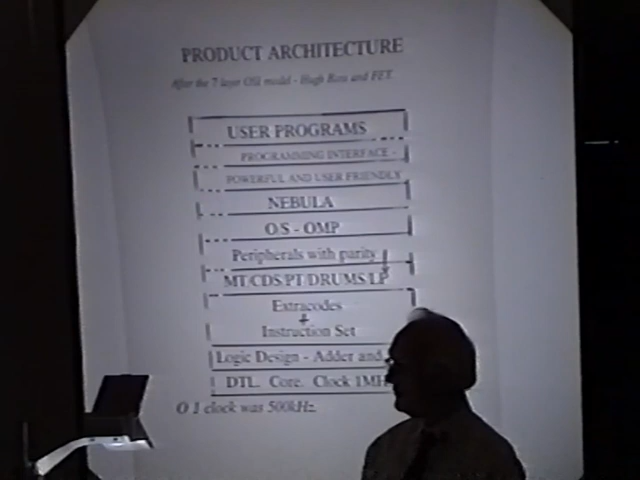 PRODUCT ARCHITECTURE
After the 7 layer OSI model - Hugh Ross and FET
USER PROGRAMS
PROGRAMMING INTERFACE -
POWERFUL AND USER FRIENDLY
NEBULA
O/S - OMP
Peripherals with parity
MT/CDS/PT/DRUMS/LP
Extracodes
+
Instruction Set
Logic Design - Adder and
DTL. Core. Clock 1MH
O 1 clock was 500kHz.